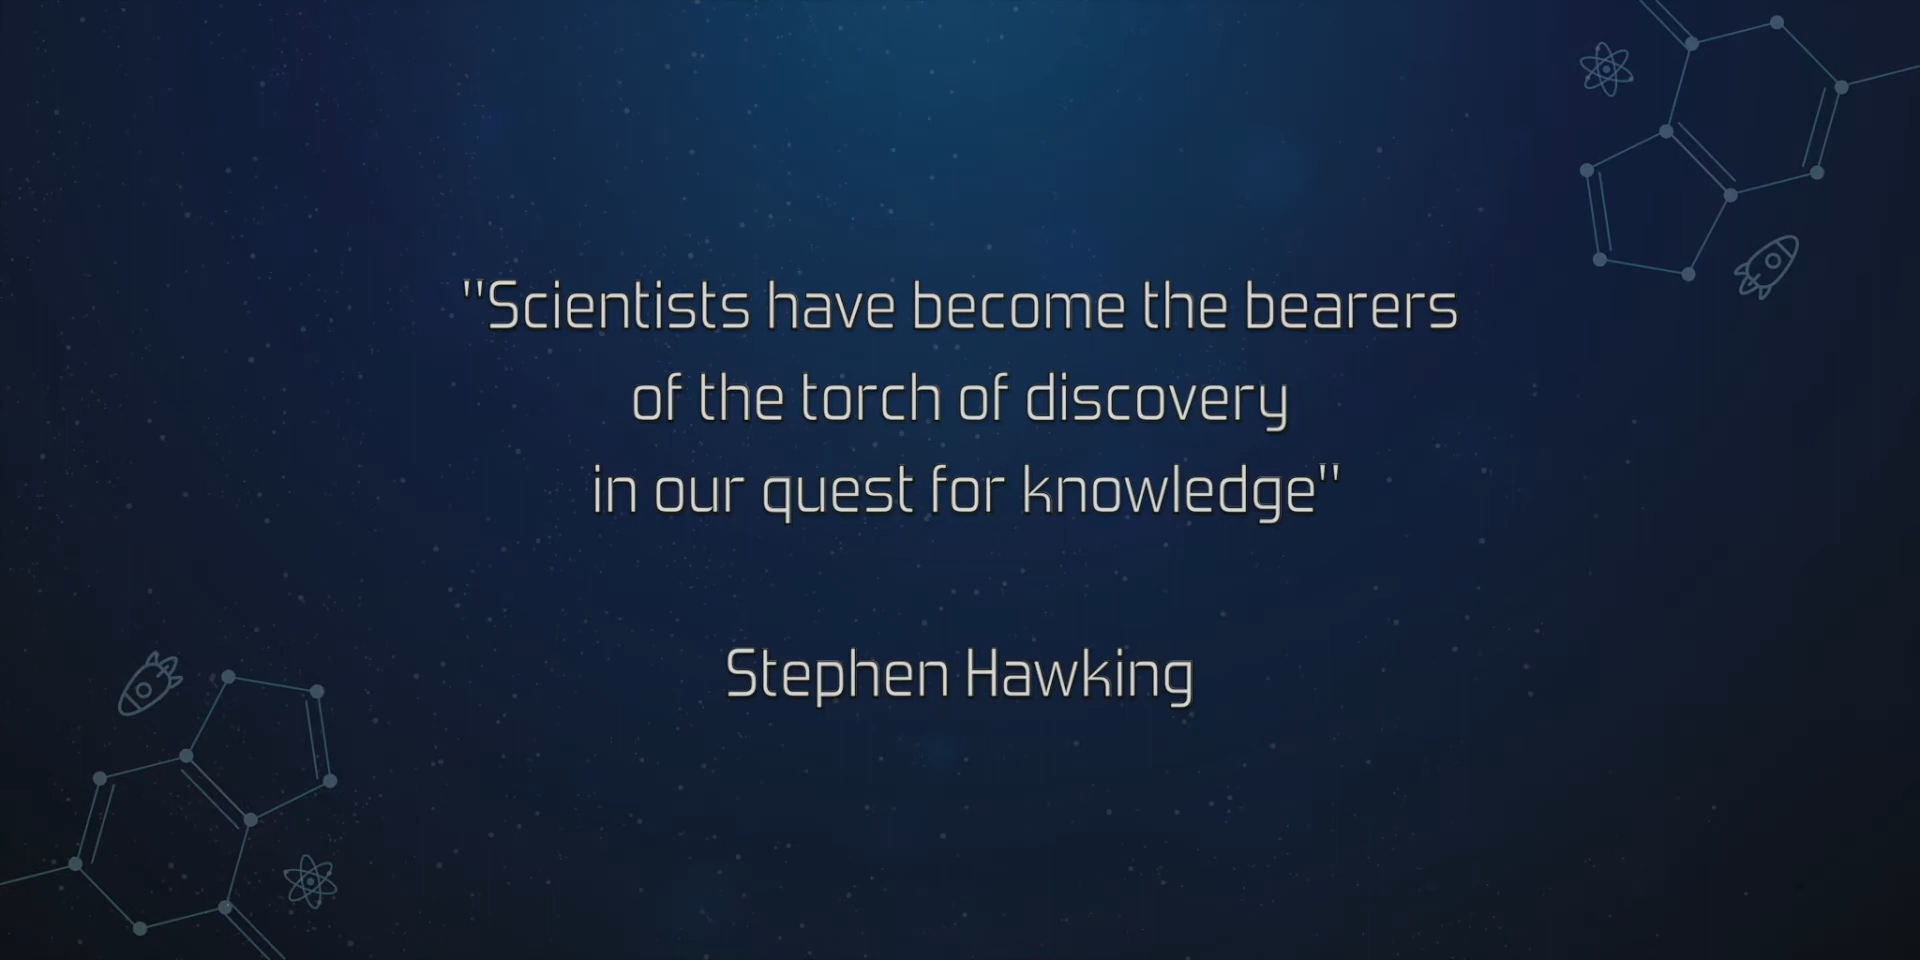 "Scientists have become the bearers
of the torch of discovery
in our quest for knowledge"
Stephen Hawking